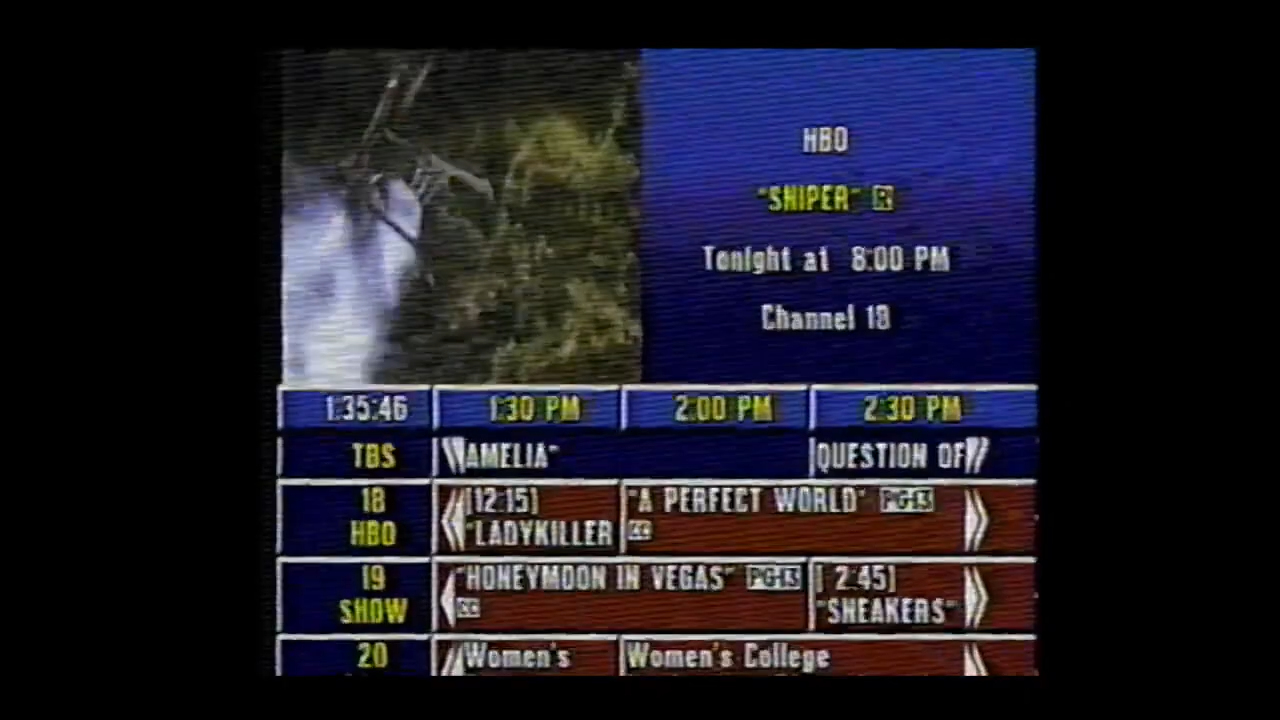 HBO
"SNIPER" R
Tonight at 8:00 PM
Channel 18
1:35:46 1:30 PM 2:00 PM 2:30 PM
TBS AMELIA" QUESTION OF
18 [12:15] "A PERFECT WORLD" PG-13
HBO "LADYKILLER CC
19 "HONEYMOON IN VEGAS" PG-13 [ 2:45]
SHOW CC "SNEAKERS"
20 Women's Women's College